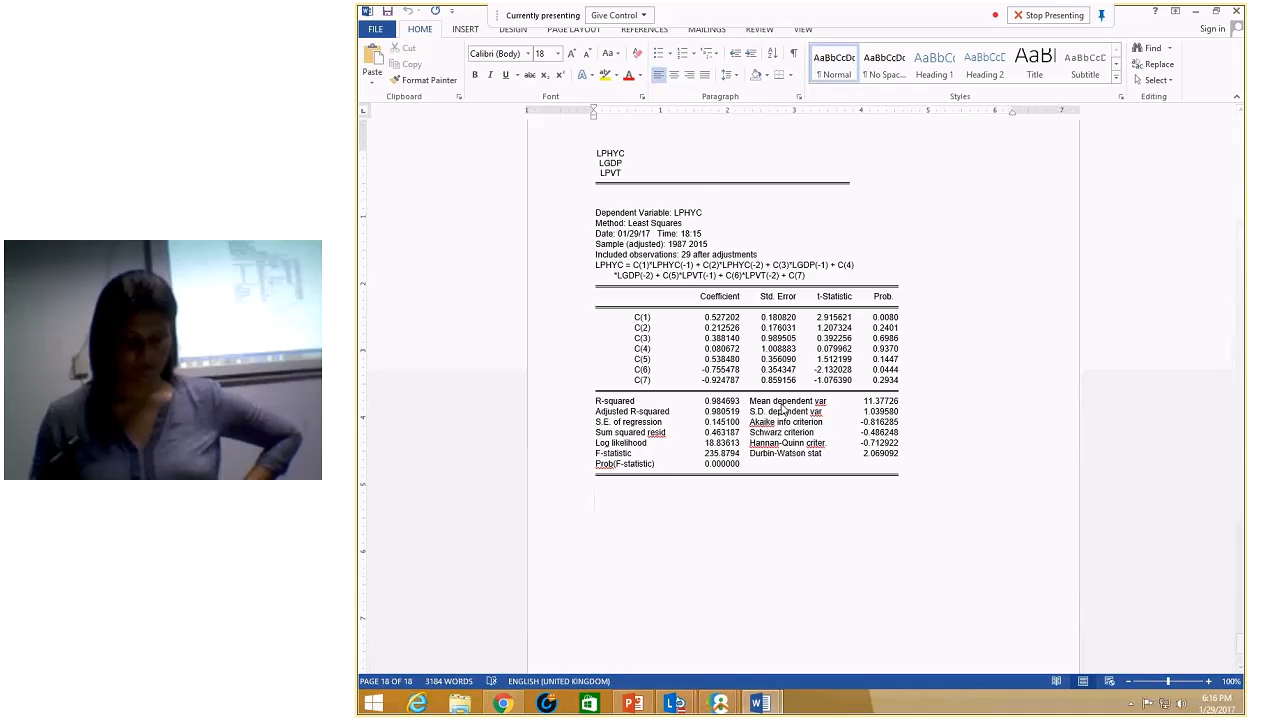 Currently presenting Give Control Stop Presenting
FILE HOME INSERT DESIGN PAGE LAYOUT REFERENCES MAILINGS REVIEW VIEW Sign in
Cut
Copy
Format Painter
Paste
Calibri (Body) 18
AaBbCcDc AaBbCcDc AaBbC( AaBbCcC AaB AaBbCcD
¶ Normal ¶ No Spac... Heading 1 Heading 2 Title Subtitle
Find
Replace
Select
Clipboard Font Paragraph Styles Editing
LPHYC
LGDP
LPVT
Dependent Variable: LPHYC
Method: Least Squares
Date: 01/29/17 Time: 18:15
Sample (adjusted): 1987 2015
Included observations: 29 after adjustments
LPHYC = C(1)*LPHYC(-1) + C(2)*LPHYC(-2) + C(3)*LGDP(-1) + C(4)
*LGDP(-2) + C(5)*LPVT(-1) + C(6)*LPVT(-2) + C(7)
Coefficient Std. Error t-Statistic Prob.
C(1) 0.527202 0.180820 2.915621 0.0080
C(2) 0.212526 0.176031 1.207324 0.2401
C(3) 0.388140 0.989505 0.392256 0.6986
C(4) 0.080672 1.008883 0.079962 0.9370
C(5) 0.538480 0.356090 1.512199 0.1447
C(6) -0.755478 0.354347 -2.132028 0.0444
C(7) -0.924787 0.859156 -1.076390 0.2934
R-squared 0.984693 Mean dependent var 11.37726
Adjusted R-squared 0.980519 S.D. dependent var 1.039580
S.E. of regression 0.145100 Akaike info criterion -0.816285
Sum squared resid 0.463187 Schwarz criterion -0.486248
Log likelihood 18.83613 Hannan-Quinn criter. -0.712922
F-statistic 235.8794 Durbin-Watson stat 2.069092
Prob(F-statistic) 0.000000
PAGE 18 OF 18 3184 WORDS ENGLISH (UNITED KINGDOM) 100%
6:16 PM
1/29/2017